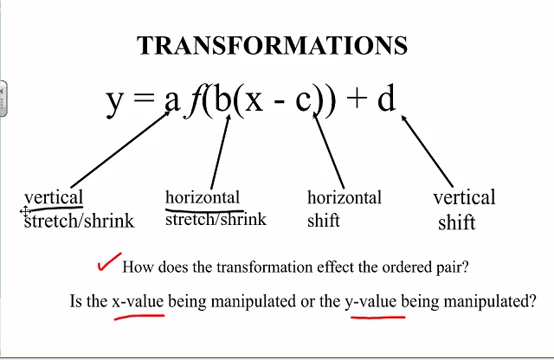 TRANSFORMATIONS
y = a f(b(x - c)) + d
vertical stretch/shrink
horizontal stretch/shrink
horizontal shift
vertical shift
How does the transformation effect the ordered pair?
Is the x-value being manipulated or the y-value being manipulated?